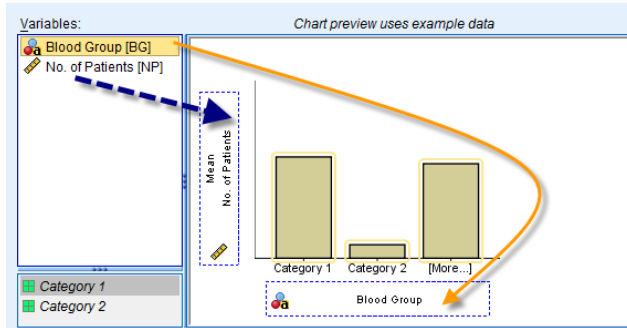 Variables:
Chart preview uses example data
Blood Group [BG]
No. of Patients [NP]
Mean
No. of Patients
Category 1
Category 2
[More...]
Blood Group
Category 1
Category 2